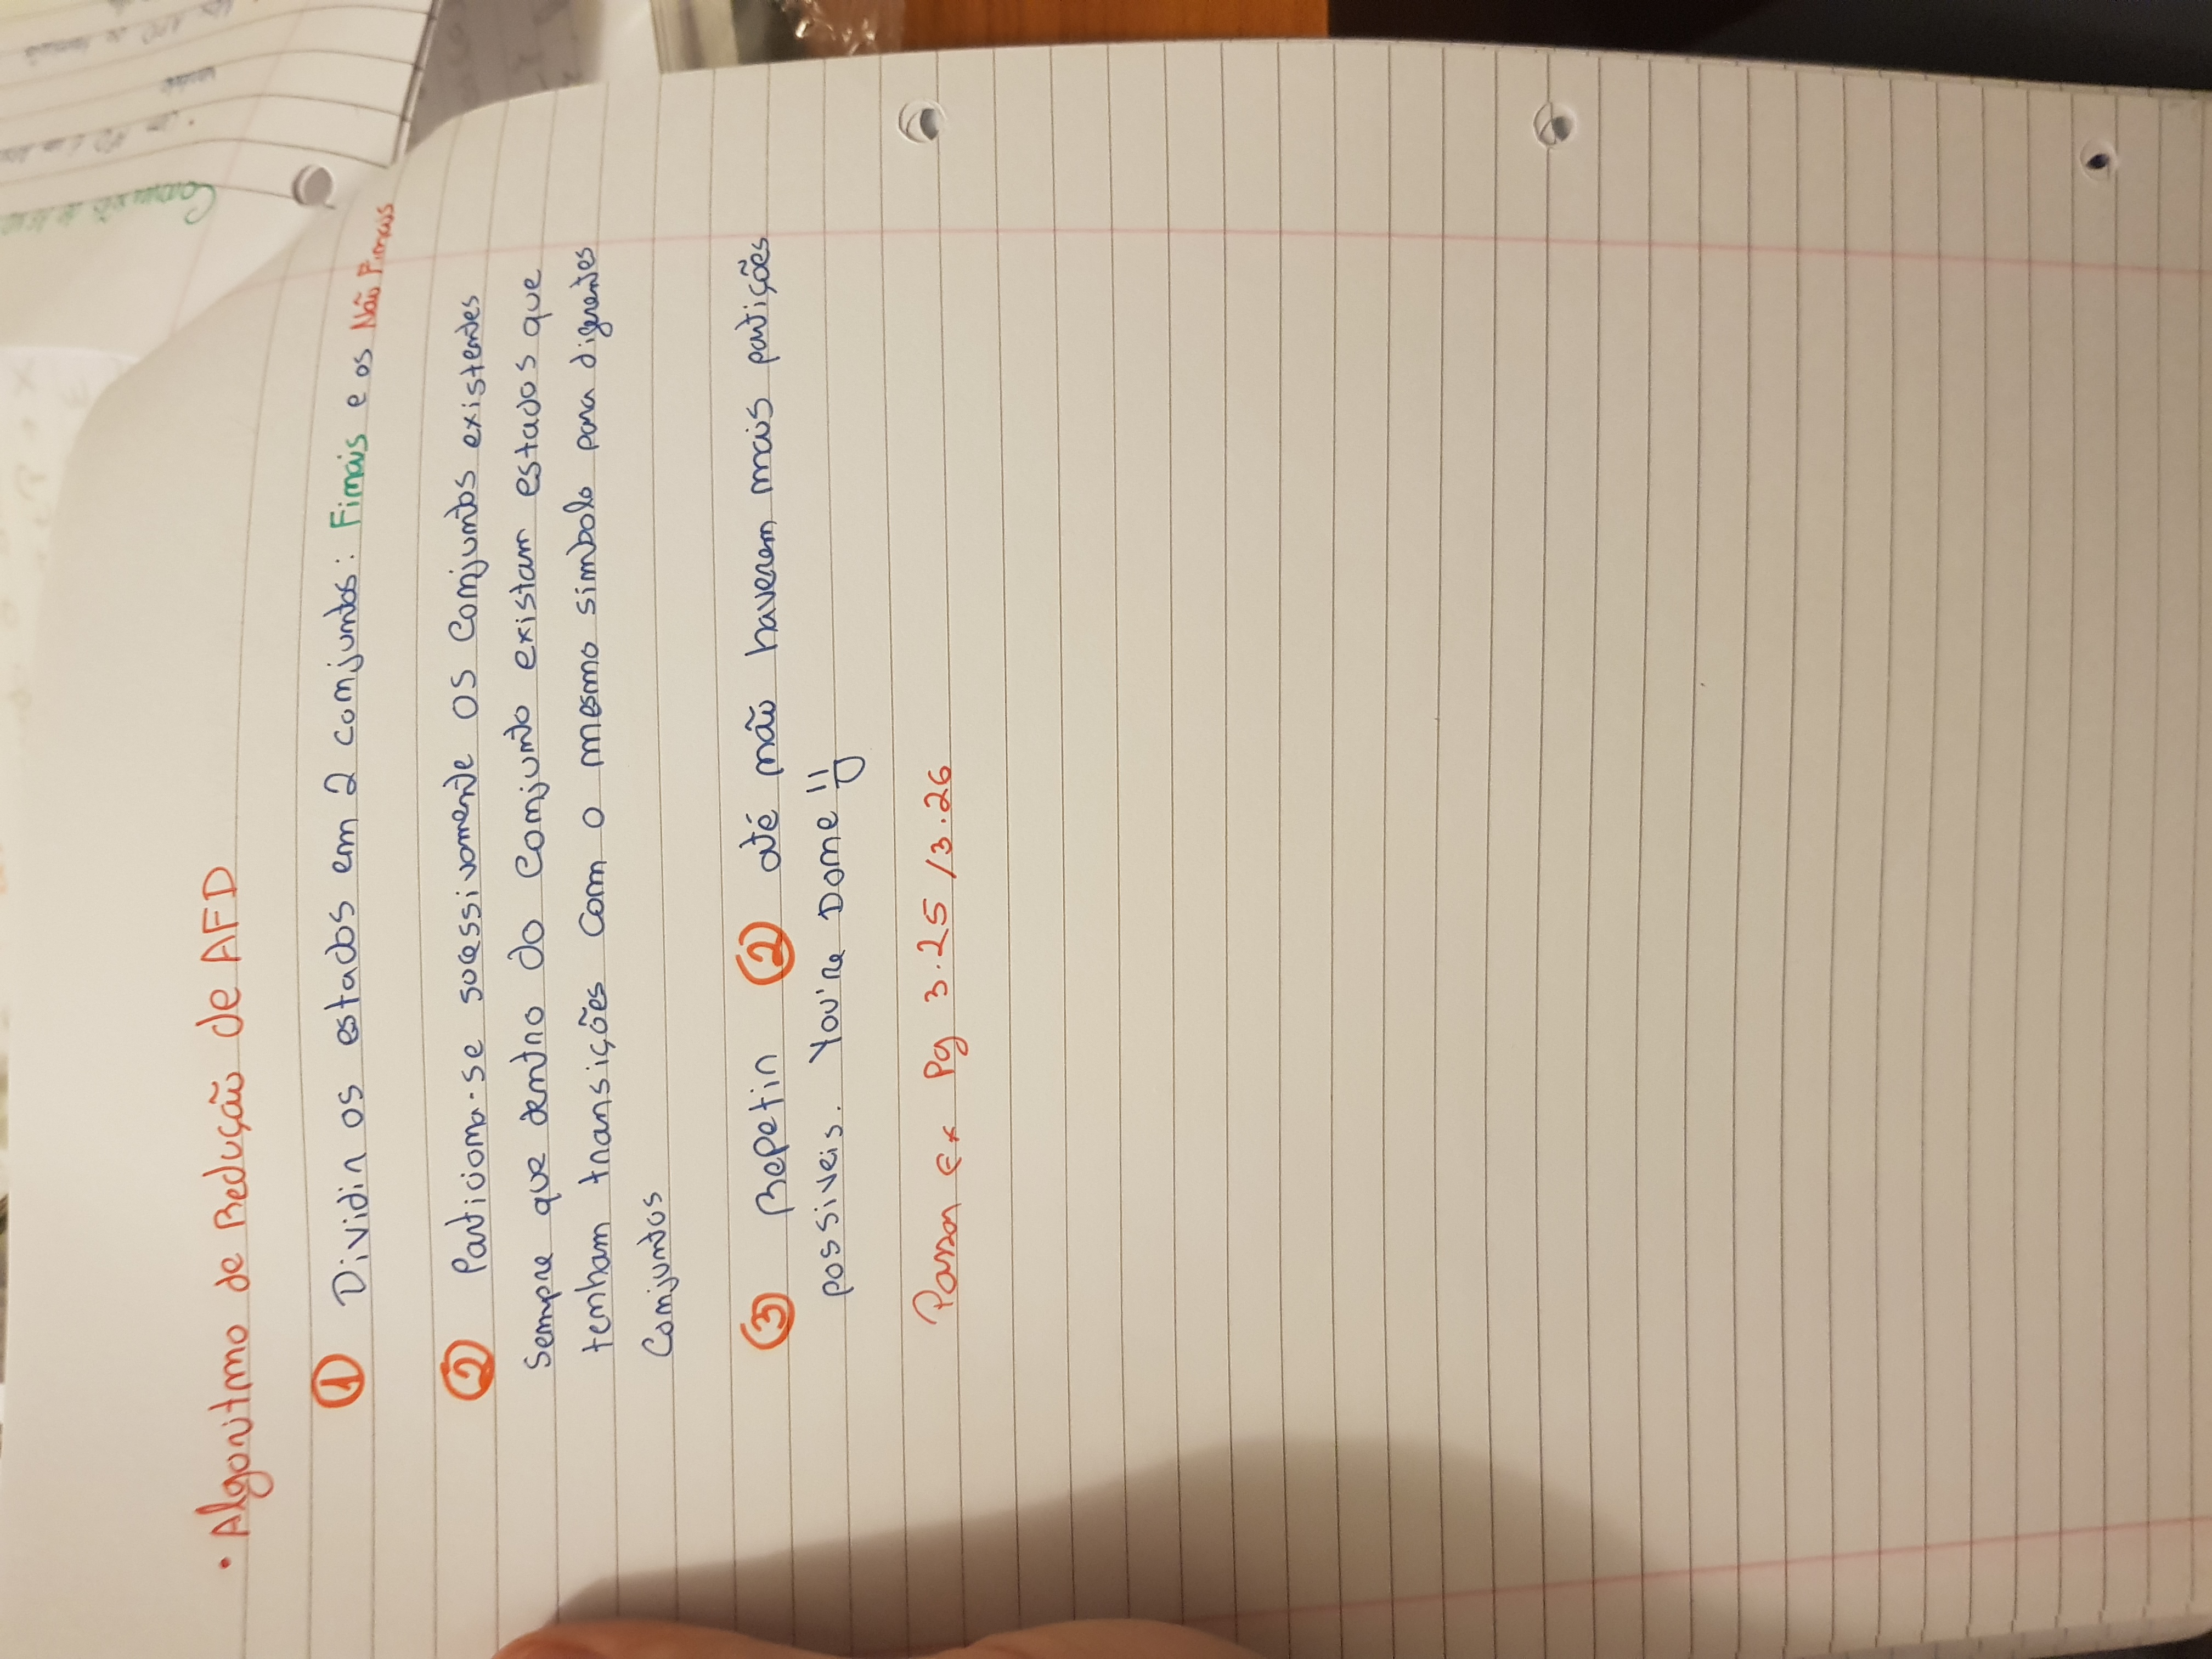 • Algoritmo de Redução de AFD
① Dividir os estados em 2 conjuntos: Finais e os Não Finais
② Particiona-se sucessivamente os conjuntos existentes
sempre que dentro do conjunto existam estados que
tenham transições com o mesmo simbolo para diferentes
conjuntos
③ Repetir ② até não haverem mais partições
possiveis. You're Done !!
Passar Ex Pg 3.25 / 3.26